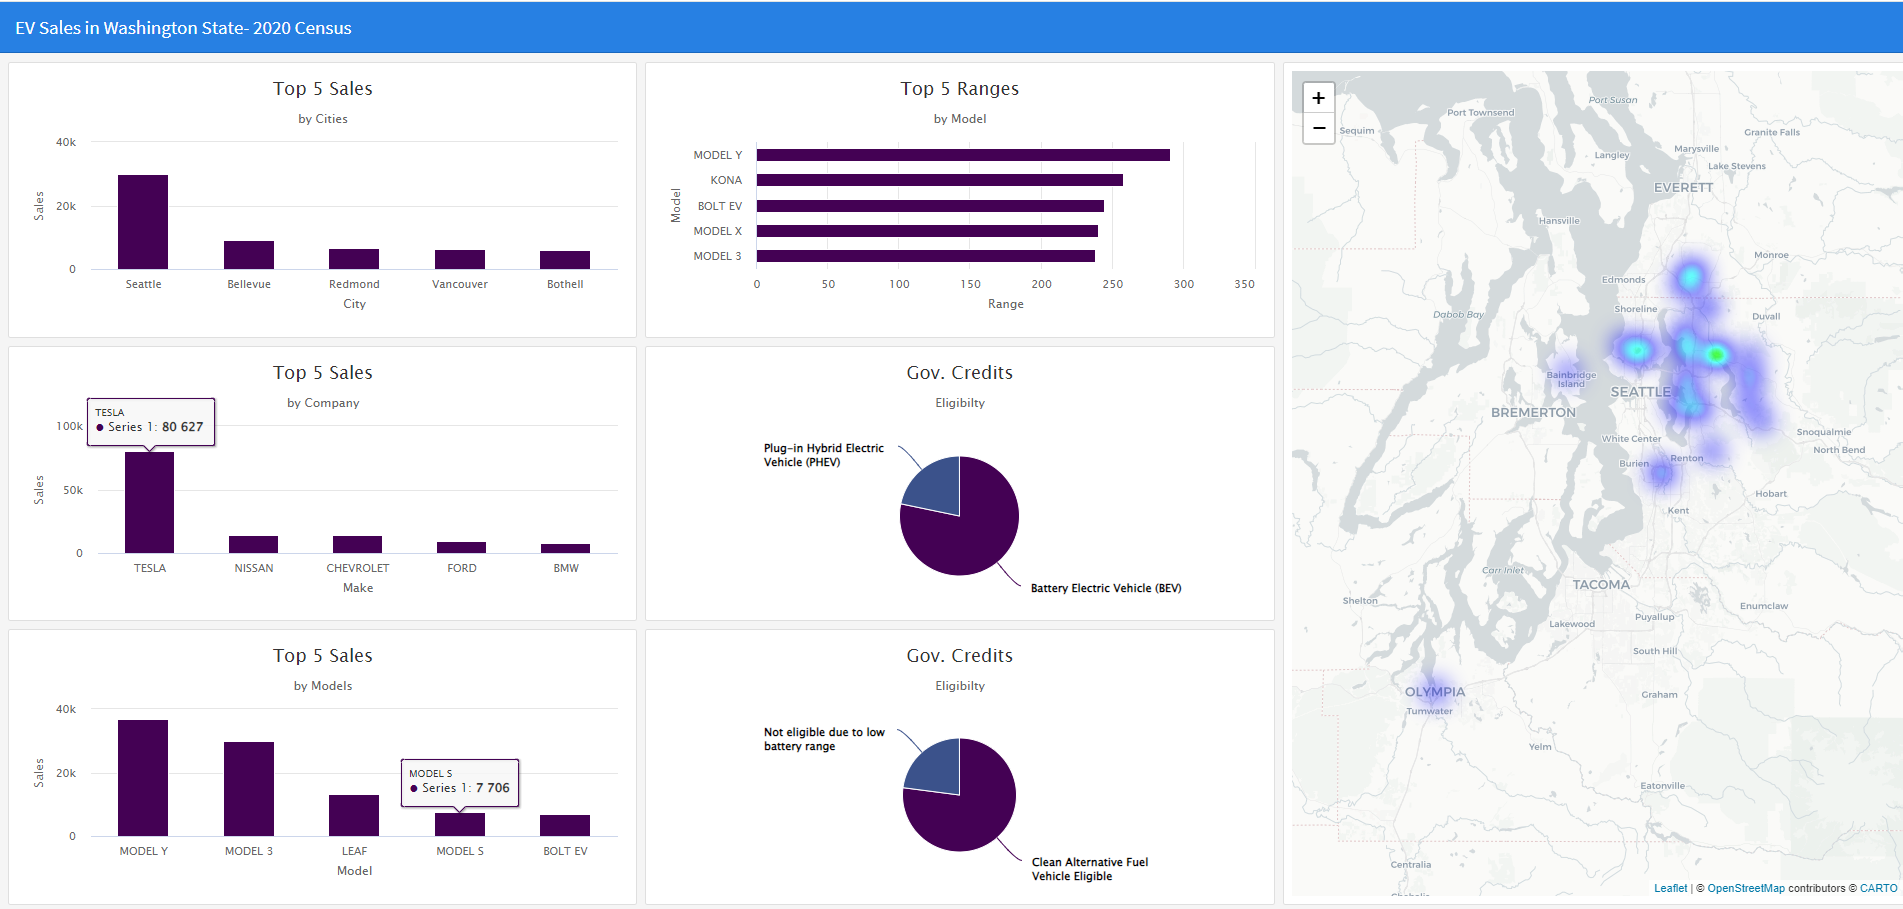 EV Sales in Washington State- 2020 Census
Top 5 Sales
by Cities
40k
20k
0
Sales
Seattle
Bellevue
Redmond
Vancouver
Bothell
City
Top 5 Ranges
by Model
Model
MODEL Y
KONA
BOLT EV
MODEL X
MODEL 3
0
50
100
150
200
250
300
350
Range
Top 5 Sales
by Company
TESLA
● Series 1: 80 627
100k
50k
0
Sales
TESLA
NISSAN
CHEVROLET
FORD
BMW
Make
Gov. Credits
Eligibilty
Plug-in Hybrid Electric
Vehicle (PHEV)
Battery Electric Vehicle (BEV)
Top 5 Sales
by Models
40k
20k
0
Sales
MODEL S
● Series 1: 7 706
MODEL Y
MODEL 3
LEAF
MODEL S
BOLT EV
Model
Gov. Credits
Eligibilty
Not eligible due to low
battery range
Clean Alternative Fuel
Vehicle Eligible
+
−
Port Susan
Port Townsend
Sequim
Granite Falls
Marysville
Langley
Lake Stevens
EVERETT
Hansville
Monroe
Edmonds
Shoreline
Dabob Bay
Duvall
Bainbridge
Island
SEATTLE
BREMERTON
Snoqualmie
White Center
North Bend
Renton
Burien
Hobart
Kent
Carr Inlet
TACOMA
Shelton
Enumclaw
Puyallup
Lakewood
South Hill
OLYMPIA
Graham
Tumwater
Yelm
Eatonville
Centralia
Chehalis
Leaflet | © OpenStreetMap contributors © CARTO